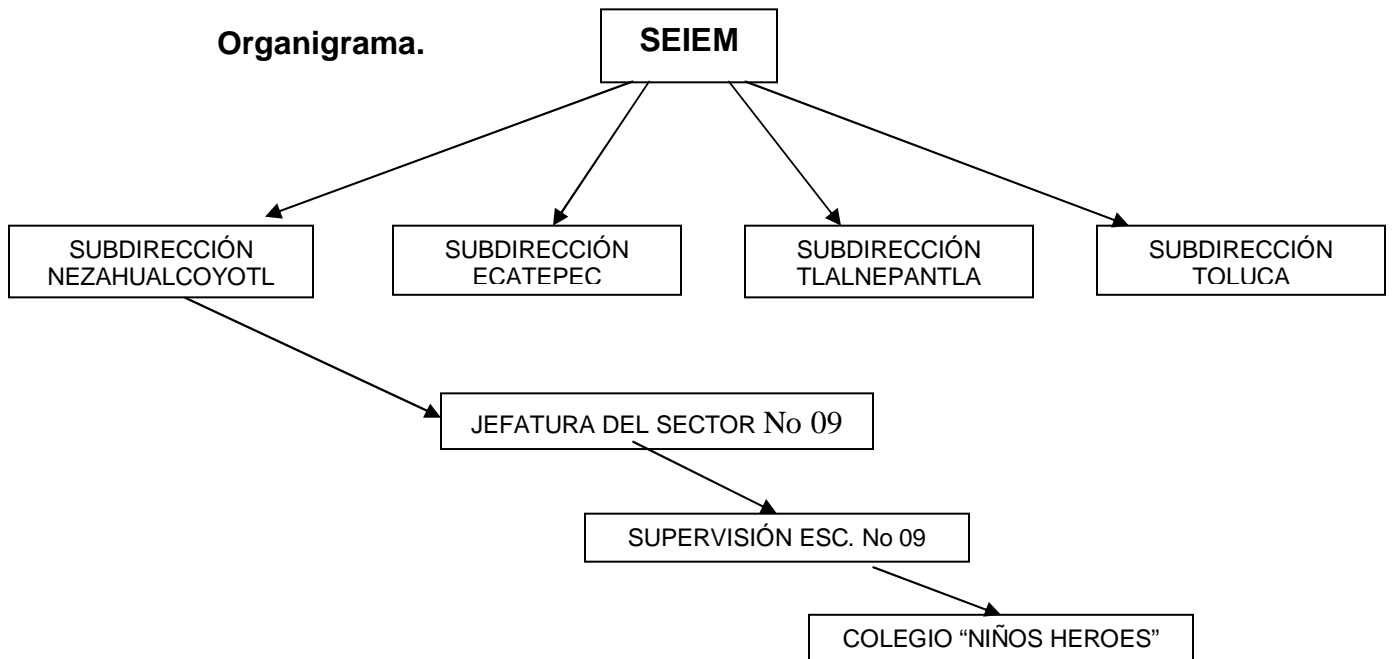 Organigrama.
SEIEM
SUBDIRECCIÓN
NEZAHUALCOYOTL
SUBDIRECCIÓN
ECATEPEC
SUBDIRECCIÓN
TLALNEPANTLA
SUBDIRECCIÓN
TOLUCA
JEFATURA DEL SECTOR No 09
SUPERVISIÓN ESC. No 09
COLEGIO “NIÑOS HEROES”